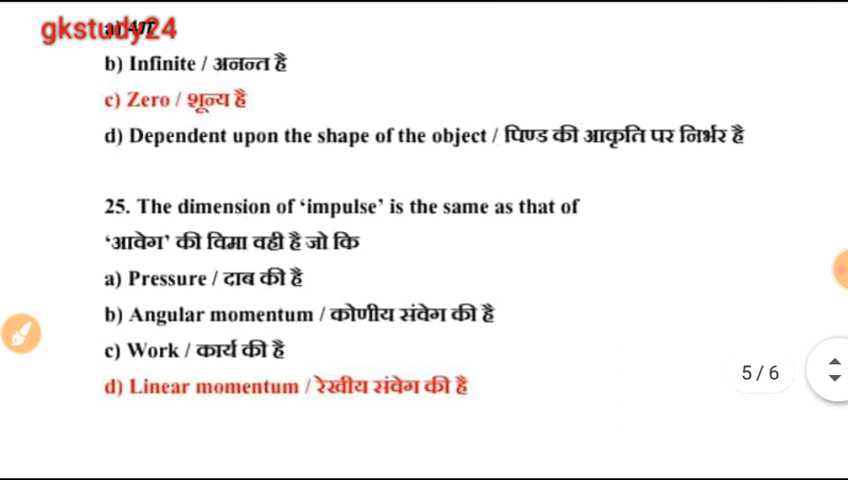 gkstudy24
b) Infinite / अनन्त है
c) Zero / शून्य है
d) Dependent upon the shape of the object / पिण्ड की आकृति पर निर्भर है
25. The dimension of ‘impulse’ is the same as that of
‘आवेग’ की विमा वही है जो कि
a) Pressure / दाब की है
b) Angular momentum / कोणीय संवेग की है
c) Work / कार्य की है
d) Linear momentum / रेखीय संवेग की है
5 / 6